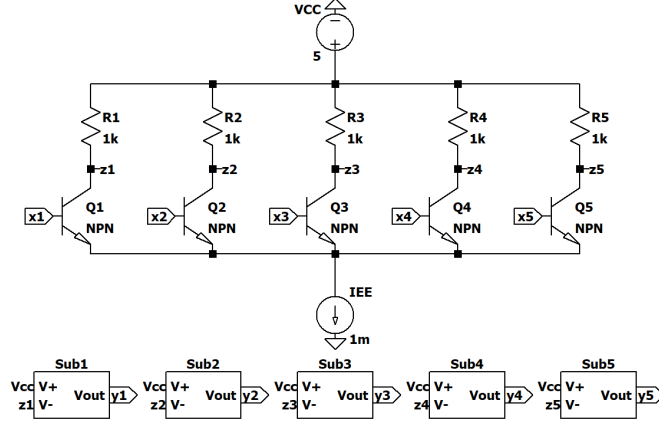 VCC
5
R1 R2 R3 R4 R5
1k 1k 1k 1k 1k
z1 z2 z3 z4 z5
Q1 Q2 Q3 Q4 Q5
x1 x2 x3 x4 x5
NPN NPN NPN NPN NPN
IEE
1m
Sub1 Sub2 Sub3 Sub4 Sub5
Vcc V+ Vcc V+ Vcc V+ Vcc V+ Vcc V+
Vout y1 Vout y2 Vout y3 Vout y4 Vout y5
z1 V- z2 V- z3 V- z4 V- z5 V-